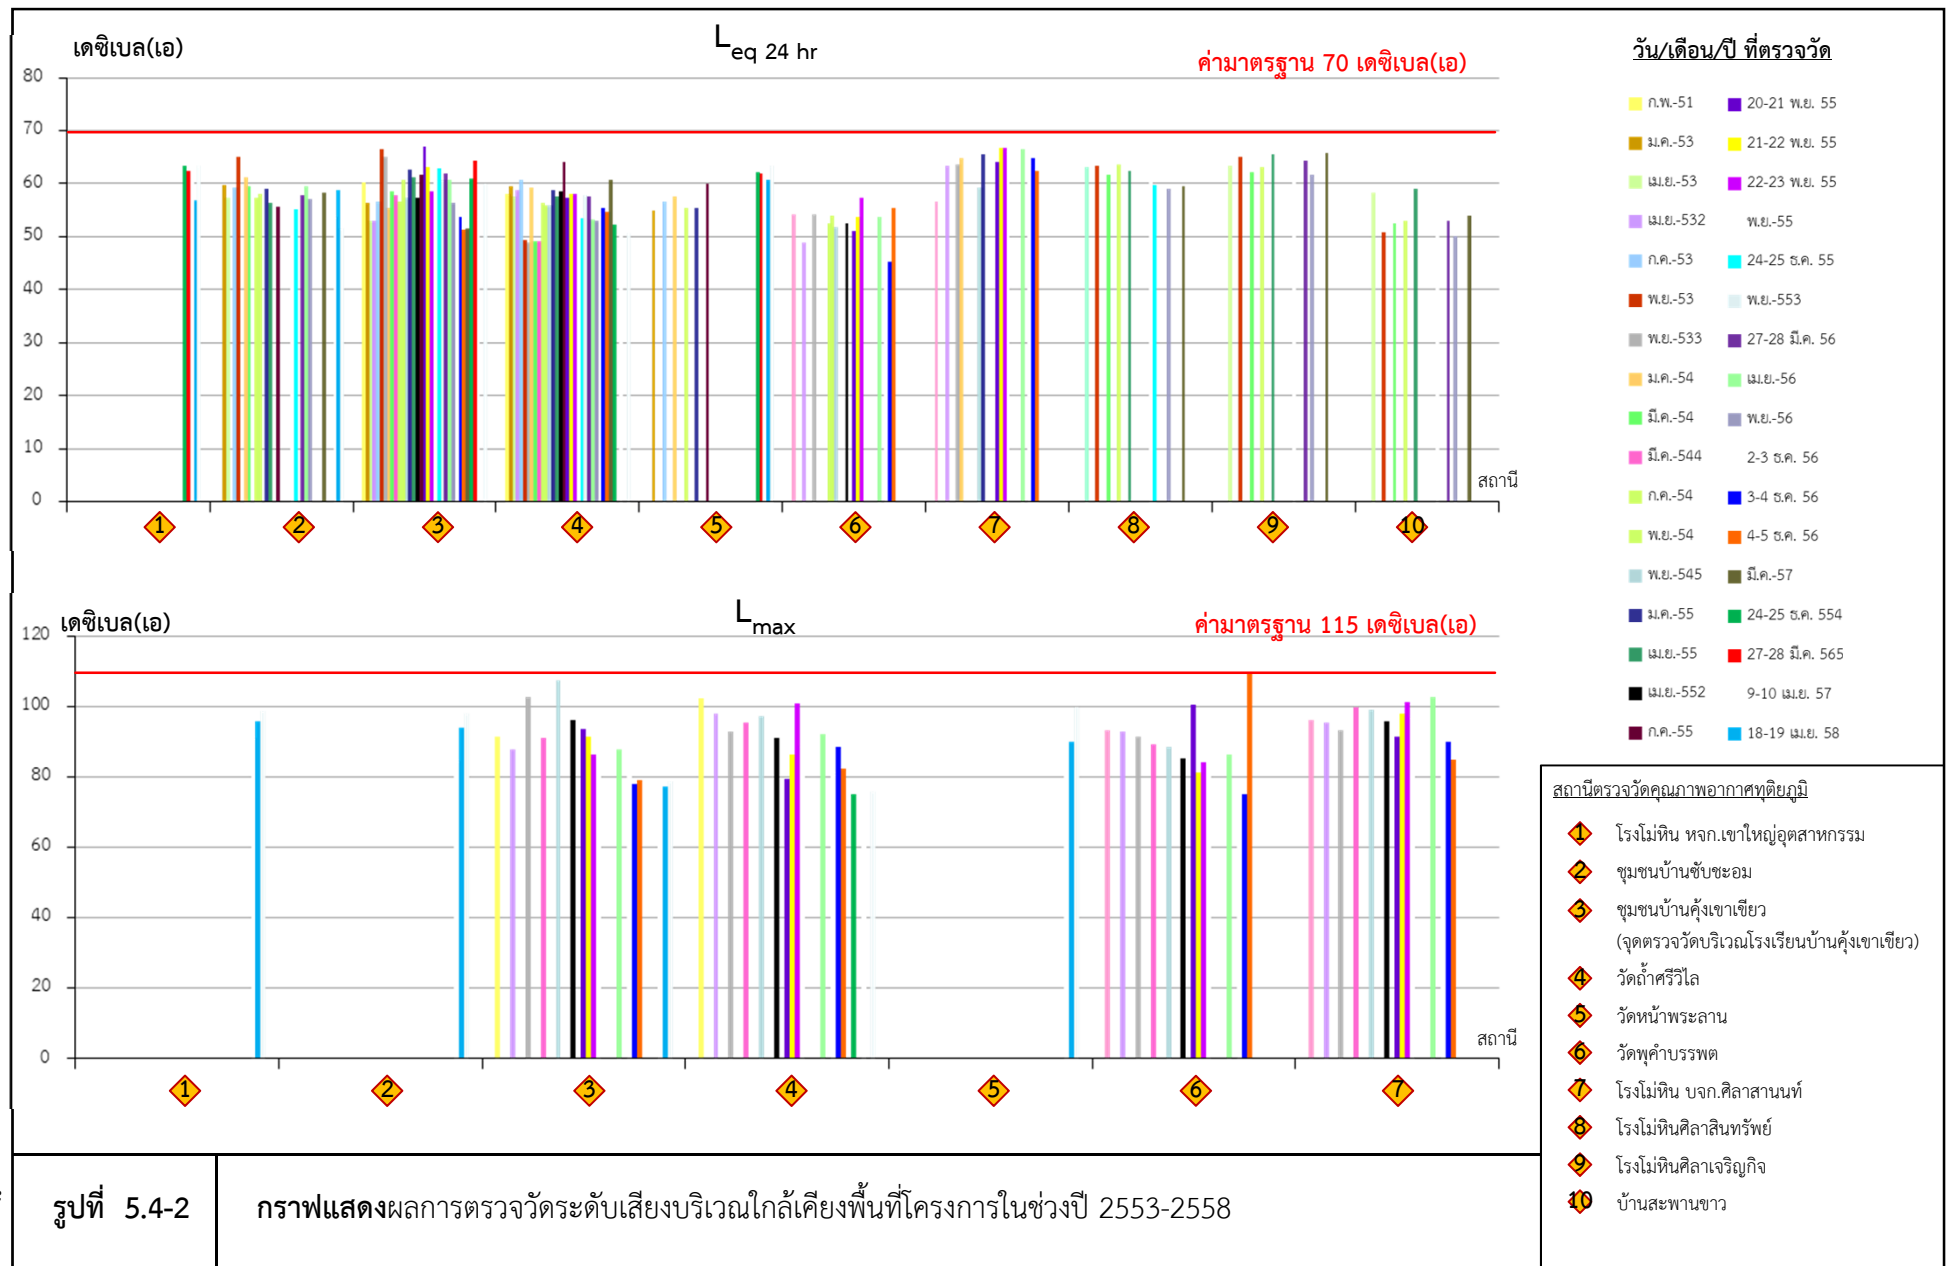 เดซิเบล(เอ)
Leq 24 hr
ค่ามาตรฐาน 70 เดซิเบล(เอ)
80
70
60
50
40
30
20
10
0
สถานี
1 2 3 4 5 6 7 8 9 10
เดซิเบล(เอ)
Lmax
ค่ามาตรฐาน 115 เดซิเบล(เอ)
120
100
80
60
40
20
0
สถานี
1 2 3 4 5 6 7
วัน/เดือน/ปี ที่ตรวจวัด
ก.พ.-51
ม.ค.-53
เม.ย.-53
เม.ย.-532
ก.ค.-53
พ.ย.-53
พ.ย.-533
ม.ค.-54
มี.ค.-54
มี.ค.-544
ก.ค.-54
พ.ย.-54
พ.ย.-545
ม.ค.-55
เม.ย.-55
เม.ย.-552
ก.ค.-55
20-21 พ.ย. 55
21-22 พ.ย. 55
22-23 พ.ย. 55
พ.ย.-55
24-25 ธ.ค. 55
พ.ย.-553
27-28 มี.ค. 56
เม.ย.-56
พ.ย.-56
2-3 ธ.ค. 56
3-4 ธ.ค. 56
4-5 ธ.ค. 56
มี.ค.-57
24-25 ธ.ค. 554
27-28 มี.ค. 565
9-10 เม.ย. 57
18-19 เม.ย. 58
สถานีตรวจวัดคุณภาพอากาศทุติยภูมิ
1 โรงโม่หิน หจก.เขาใหญ่อุตสาหกรรม
2 ชุมชนบ้านซับชะอม
3 ชุมชนบ้านคุ้งเขาเขียว
(จุดตรวจวัดบริเวณโรงเรียนบ้านคุ้งเขาเขียว)
4 วัดถ้ำศรีวิไล
5 วัดหน้าพระลาน
6 วัดพุคำบรรพต
7 โรงโม่หิน บจก.ศิลาสานนท์
8 โรงโม่หินศิลาสินทรัพย์
9 โรงโม่หินศิลาเจริญกิจ
10 บ้านสะพานขาว
รูปที่ 5.4-2
กราฟแสดงผลการตรวจวัดระดับเสียงบริเวณใกล้เคียงพื้นที่โครงการในช่วงปี 2553-2558